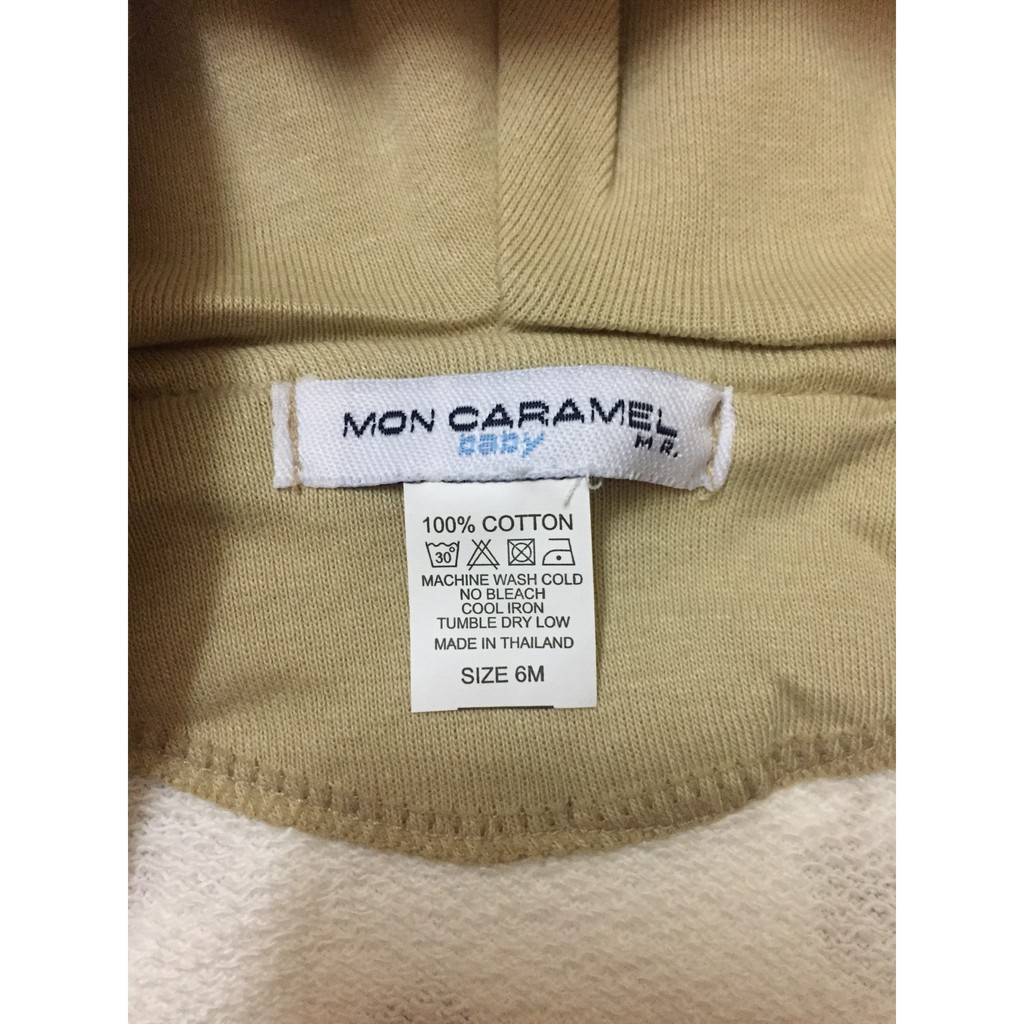 MON CARAMEL
baby MR.
100% COTTON
30°
MACHINE WASH COLD
NO BLEACH
COOL IRON
TUMBLE DRY LOW
MADE IN THAILAND
SIZE 6M